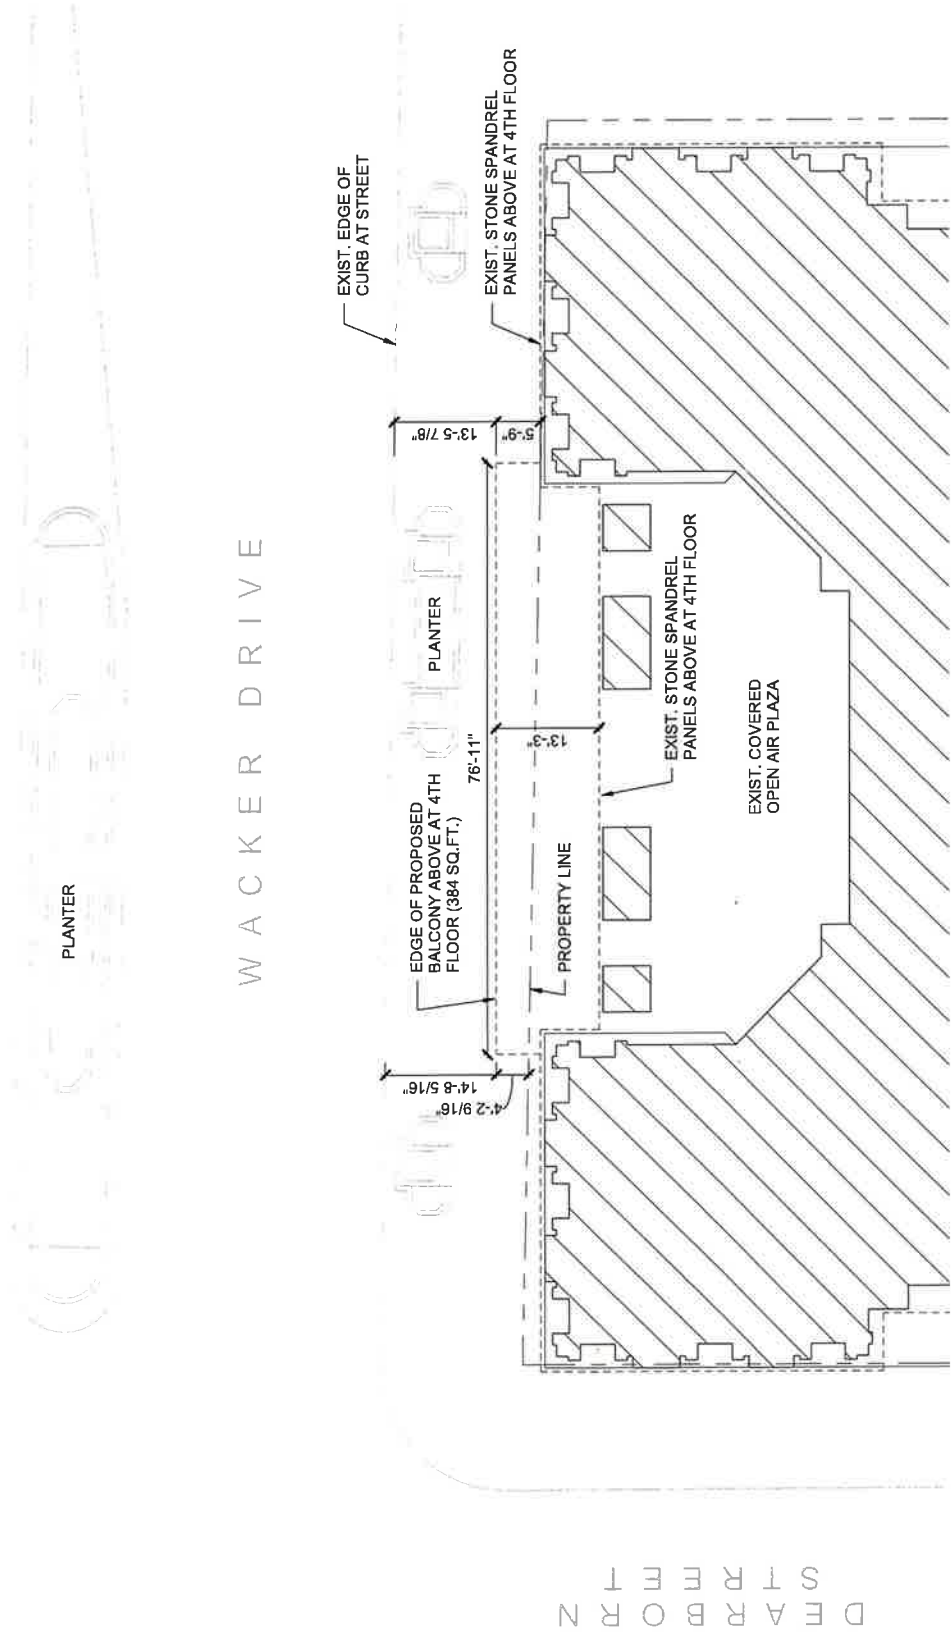 PLANTER
WACKER DRIVE
EXIST. EDGE OF
CURB AT STREET
EXIST. STONE SPANDREL
PANELS ABOVE AT 4TH FLOOR
13'-5 7/8"
5'-9"
PLANTER
76'-11"
13'-3"
EDGE OF PROPOSED
BALCONY ABOVE AT 4TH
FLOOR (384 SQ.FT.)
PROPERTY LINE
EXIST. STONE SPANDREL
PANELS ABOVE AT 4TH FLOOR
EXIST. COVERED
OPEN AIR PLAZA
14'-8 5/16"
4'-2 9/16"
DEARBORN
STREET